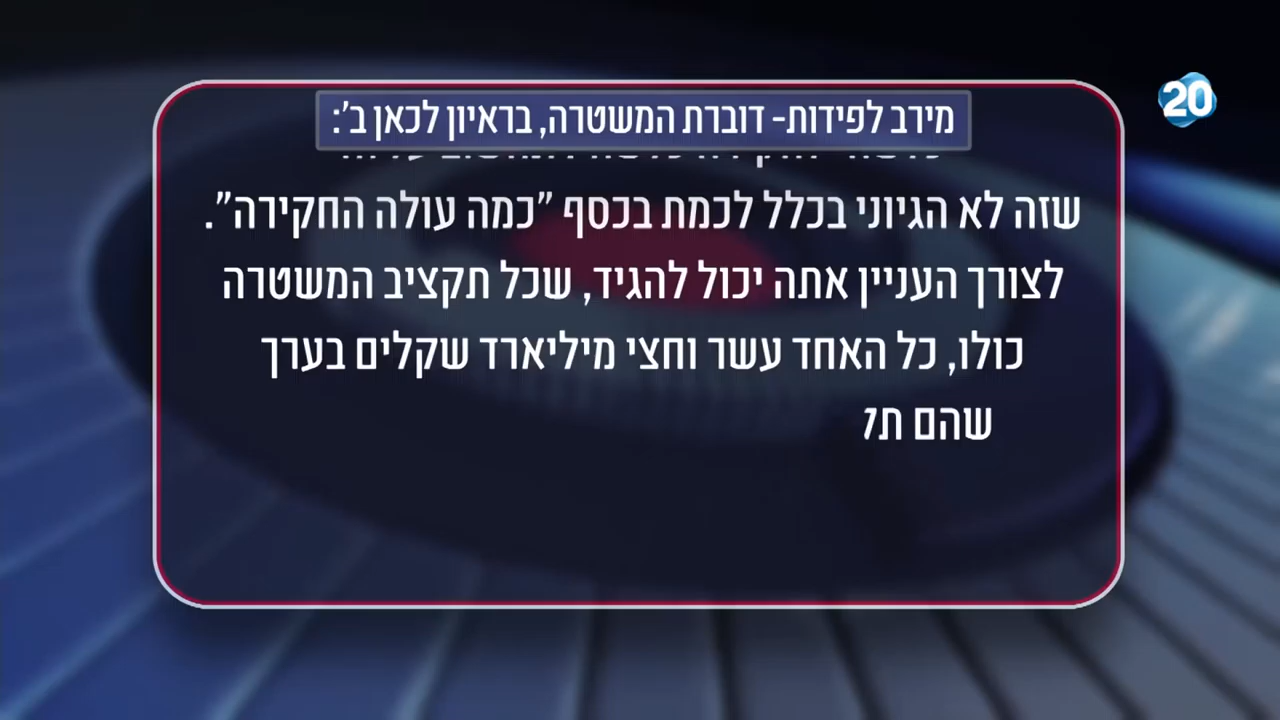 20
מירב לפידות- דוברת המשטרה, בראיון לכאן ב':
שזה לא הגיוני בכלל לכמת בכסף "כמה עולה החקירה".
לצורך העניין אתה יכול להגיד, שכל תקציב המשטרה
כולו, כל האחד עשר וחצי מיליארד שקלים בערך
שהם